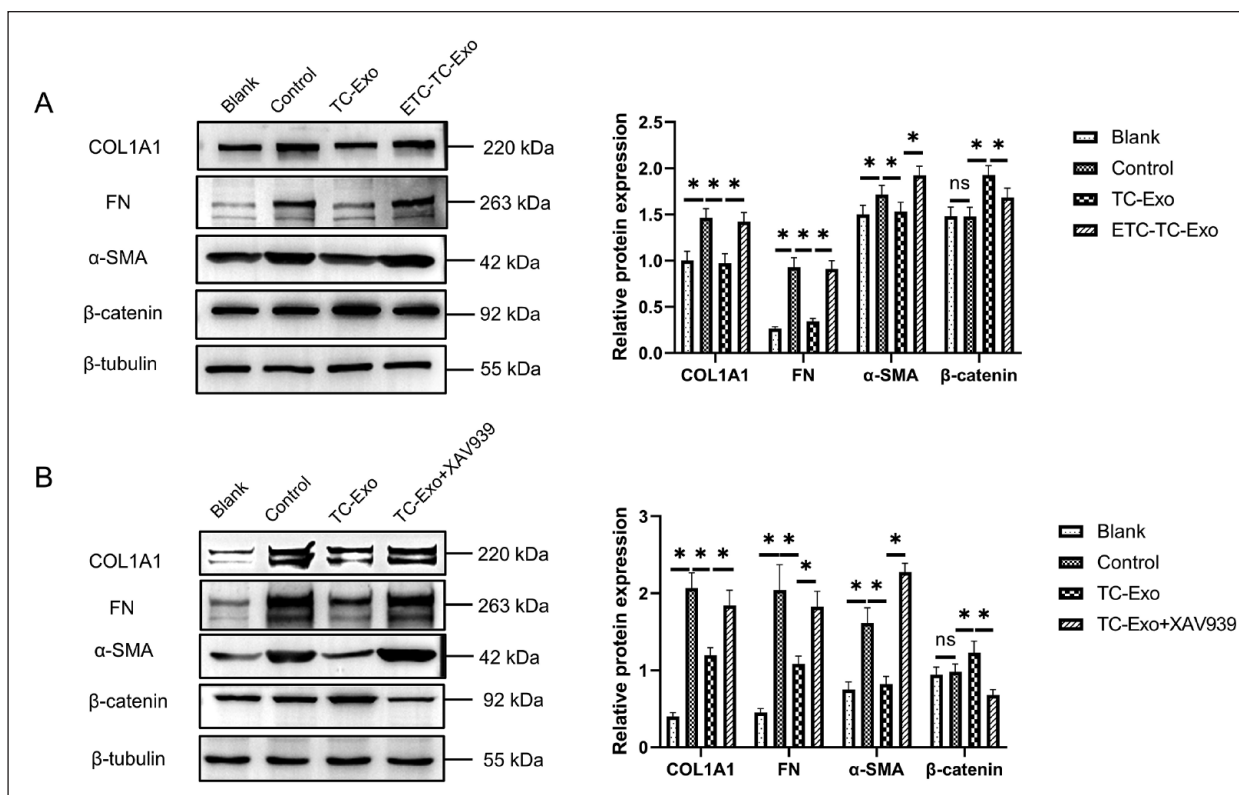 A
Blank Control TC-Exo ETC-TC-Exo
COL1A1 220 kDa
FN 263 kDa
α-SMA 42 kDa
β-catenin 92 kDa
β-tubulin 55 kDa
Relative protein expression
2.5
2.0
1.5
1.0
0.5
0.0
* * * * * * * * * ns * *
COL1A1 FN α-SMA β-catenin
Blank
Control
TC-Exo
ETC-TC-Exo
B
Blank Control TC-Exo TC-Exo+XAV939
COL1A1 220 kDa
FN 263 kDa
α-SMA 42 kDa
β-catenin 92 kDa
β-tubulin 55 kDa
Relative protein expression
3
2
1
0
* * * * * * * * * ns * *
COL1A1 FN α-SMA β-catenin
Blank
Control
TC-Exo
TC-Exo+XAV939